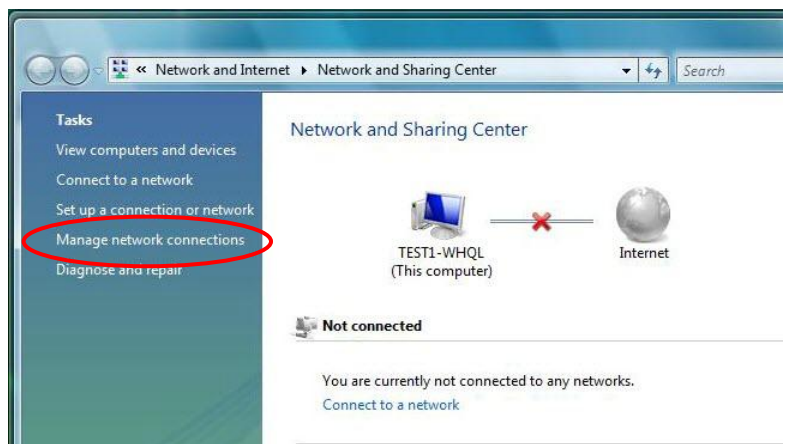 « Network and Internet ▸ Network and Sharing Center
Search
Tasks
View computers and devices
Connect to a network
Set up a connection or network
Manage network connections
Diagnose and repair
Network and Sharing Center
TEST1-WHQL
(This computer)
Internet
Not connected
You are currently not connected to any networks.
Connect to a network